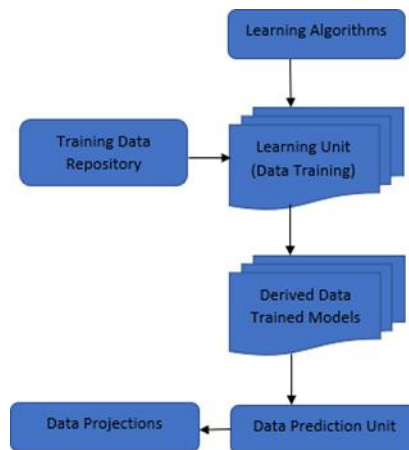 Learning Algorithms
Training Data
Repository
Learning Unit
(Data Training)
Derived Data
Trained Models
Data Projections
Data Prediction Unit